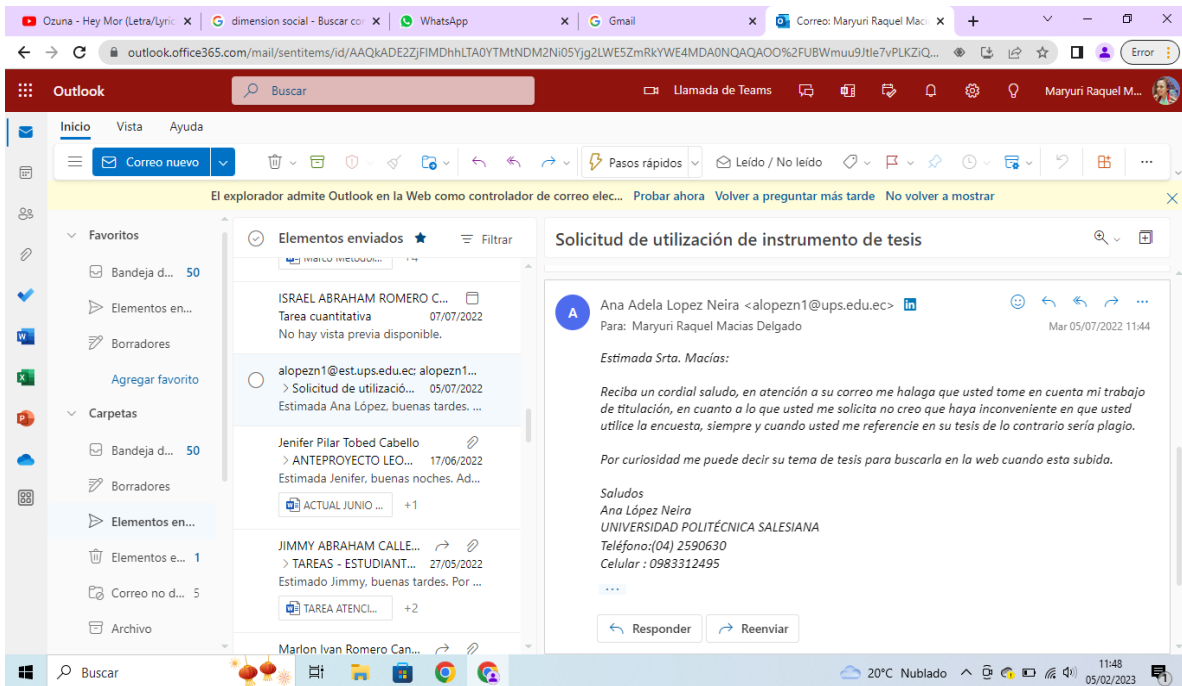 Ozuna - Hey Mor (Letra/Lyric
dimension social - Buscar con
WhatsApp
Gmail
Correo: Maryuri Raquel Maci
outlook.office365.com/mail/sentitems/id/AAQkADE2ZjFIMDhhLTA0YTMtNDM2Ni05Yjg2LWE5ZmRkYWE4MDA0NQAQAOO%2FUBWmuu9JtIe7vPLKZiQ...
Error
Outlook
Buscar
Llamada de Teams
Maryuri Raquel M...
Inicio Vista Ayuda
Correo nuevo
Pasos rápidos
Leído / No leído
El explorador admite Outlook en la Web como controlador de correo elec... Probar ahora Volver a preguntar más tarde No volver a mostrar
Favoritos
Bandeja d... 50
Elementos en...
Borradores
Agregar favorito
Carpetas
Bandeja d... 50
Borradores
Elementos en...
Elementos e... 1
Correo no d... 5
Archivo
Elementos enviados
Filtrar
Marco Metodol... +4
ISRAEL ABRAHAM ROMERO C...
Tarea cuantitativa 07/07/2022
No hay vista previa disponible.
alopezn1@est.ups.edu.ec; alopezn1...
> Solicitud de utilizació... 05/07/2022
Estimada Ana López, buenas tardes. ...
Jenifer Pilar Tobed Cabello
> ANTEPROYECTO LEO... 17/06/2022
Estimada Jenifer, buenas noches. Ad...
ACTUAL JUNIO ... +1
JIMMY ABRAHAM CALLE...
> TAREAS - ESTUDIANT... 27/05/2022
Estimado Jimmy, buenas tardes. Por ...
TAREA ATENCI... +2
Marlon Ivan Romero Can...
Solicitud de utilización de instrumento de tesis
A
Ana Adela Lopez Neira <alopezn1@ups.edu.ec>
Para: Maryuri Raquel Macias Delgado
Mar 05/07/2022 11:44
Estimada Srta. Macías:
Reciba un cordial saludo, en atención a su correo me halaga que usted tome en cuenta mi trabajo
de titulación, en cuanto a lo que usted me solicita no creo que haya inconveniente en que usted
utilice la encuesta, siempre y cuando usted me referencie en su tesis de lo contrario sería plagio.
Por curiosidad me puede decir su tema de tesis para buscarla en la web cuando esta subida.
Saludos
Ana López Neira
UNIVERSIDAD POLITÉCNICA SALESIANA
Teléfono:(04) 2590630
Celular : 0983312495
...
Responder
Reenviar
Buscar
20°C Nublado
11:48
05/02/2023